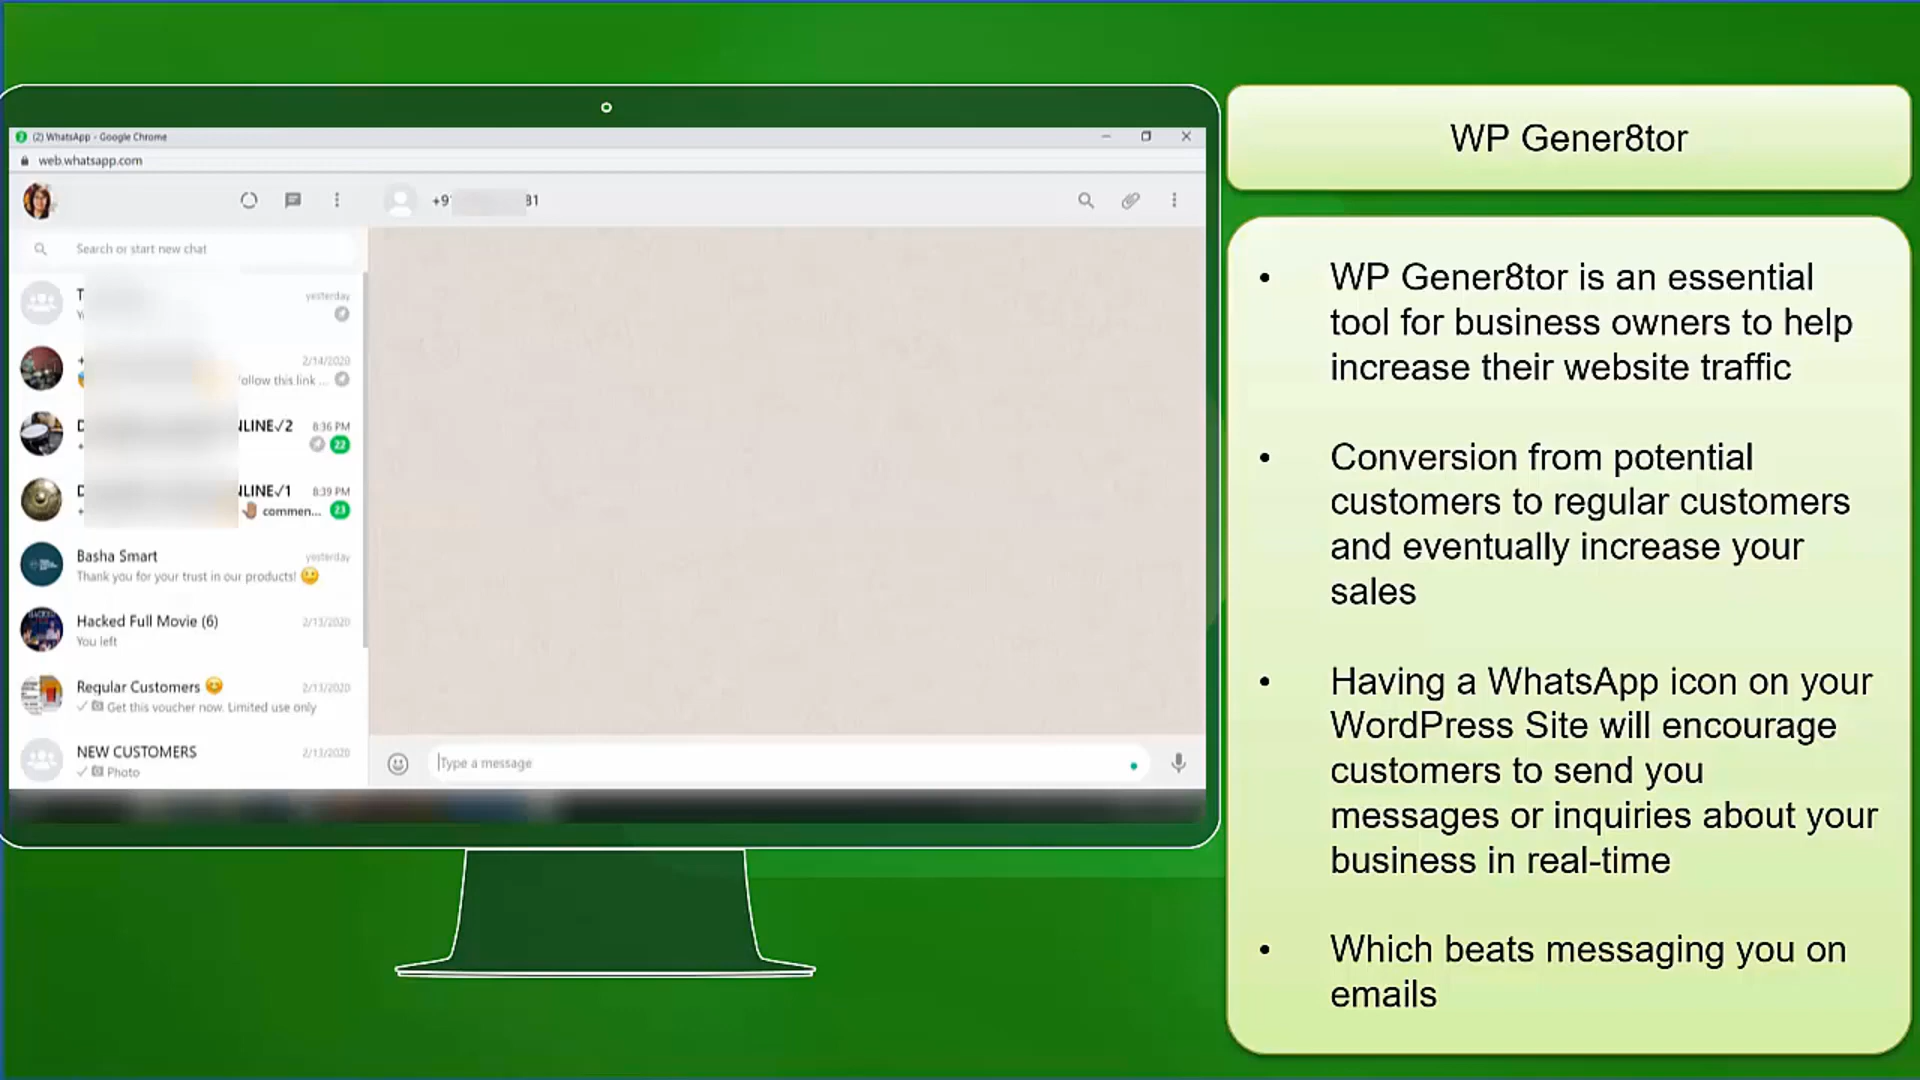 (2) WhatsApp - Google Chrome
web.whatsapp.com
81
Search or start new chat
yesterday
2/14/2020
follow this link ...
NLINE✓2 8:36 PM
22
NLINE✓1 8:39 PM
commen... 23
Basha Smart yesterday
Thank you for your trust in our products!
Hacked Full Movie (6) 2/13/2020
You left
Regular Customers 2/13/2020
Get this voucher now. Limited use only
NEW CUSTOMERS 2/13/2020
Photo
Type a message
WP Gener8tor
• WP Gener8tor is an essential
tool for business owners to help
increase their website traffic
• Conversion from potential
customers to regular customers
and eventually increase your
sales
• Having a WhatsApp icon on your
WordPress Site will encourage
customers to send you
messages or inquiries about your
business in real-time
• Which beats messaging you on
emails